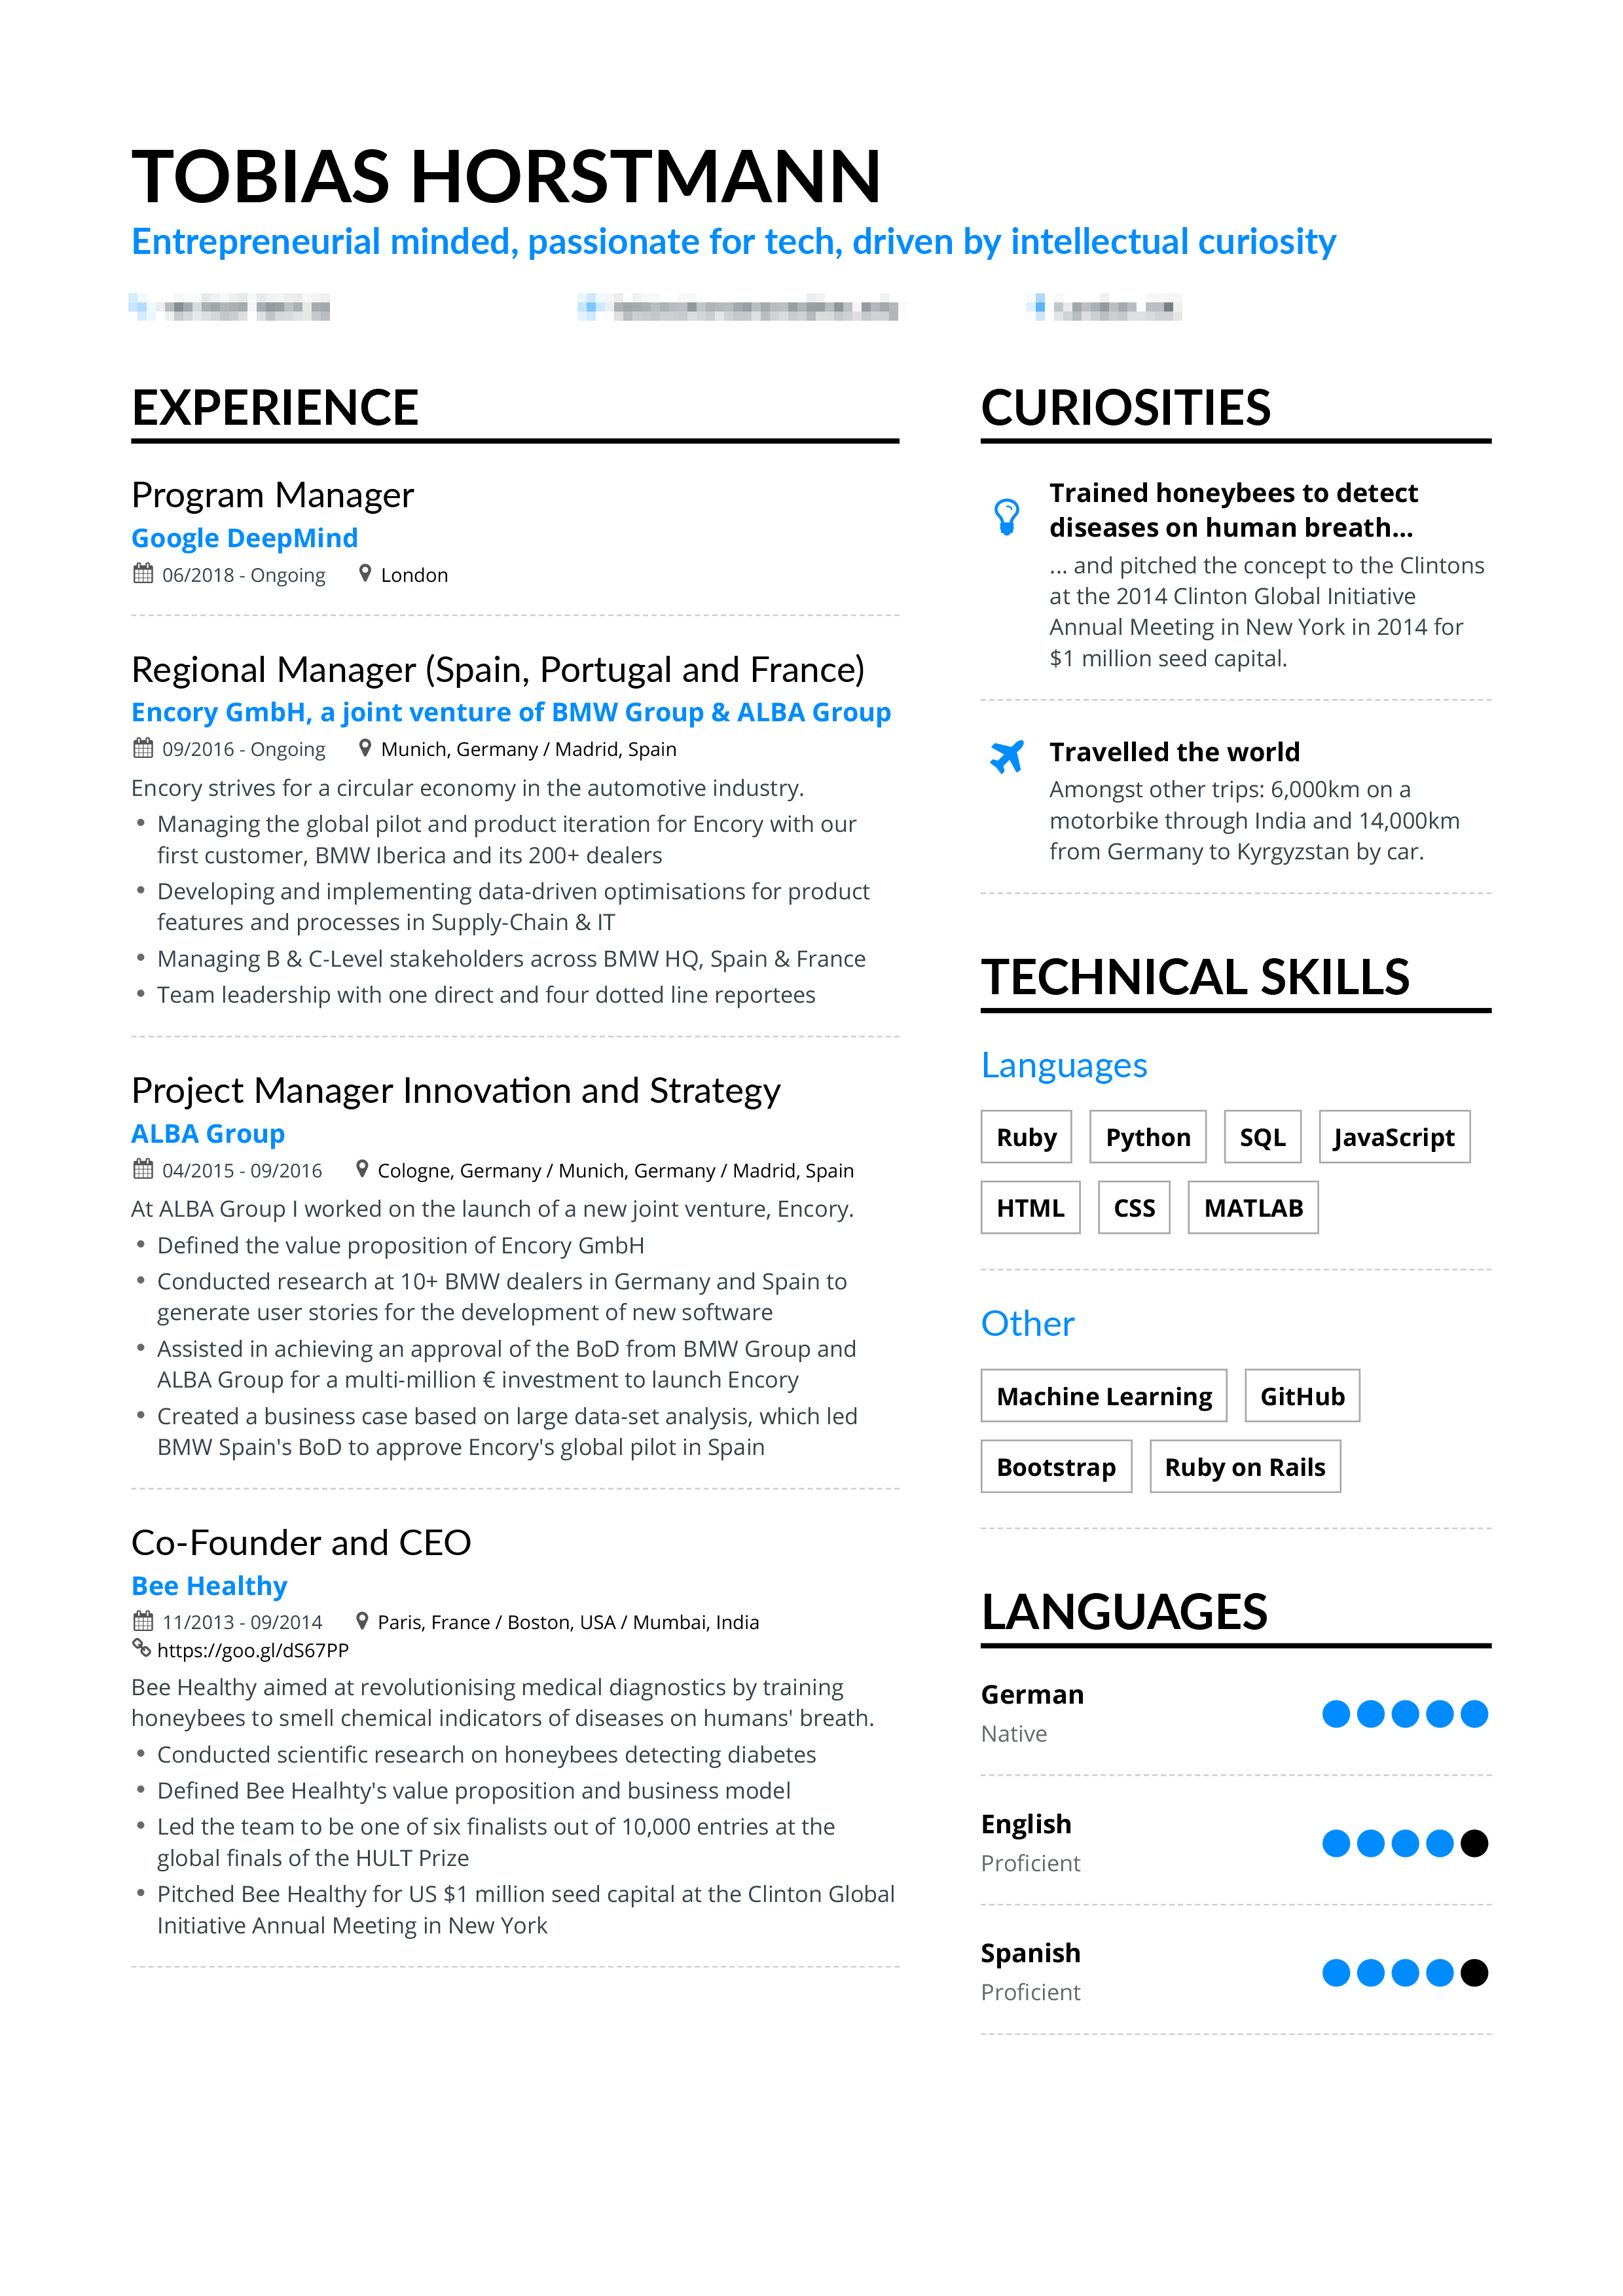 TOBIAS HORSTMANN
Entrepreneurial minded, passionate for tech, driven by intellectual curiosity
EXPERIENCE
Program Manager
Google DeepMind
06/2018 - Ongoing London
Regional Manager (Spain, Portugal and France)
Encory GmbH, a joint venture of BMW Group & ALBA Group
09/2016 - Ongoing Munich, Germany / Madrid, Spain
Encory strives for a circular economy in the automotive industry.
• Managing the global pilot and product iteration for Encory with our
first customer, BMW Iberica and its 200+ dealers
• Developing and implementing data-driven optimisations for product
features and processes in Supply-Chain & IT
• Managing B & C-Level stakeholders across BMW HQ, Spain & France
• Team leadership with one direct and four dotted line reportees
Project Manager Innovation and Strategy
ALBA Group
04/2015 - 09/2016 Cologne, Germany / Munich, Germany / Madrid, Spain
At ALBA Group I worked on the launch of a new joint venture, Encory.
• Defined the value proposition of Encory GmbH
• Conducted research at 10+ BMW dealers in Germany and Spain to
generate user stories for the development of new software
• Assisted in achieving an approval of the BoD from BMW Group and
ALBA Group for a multi-million € investment to launch Encory
• Created a business case based on large data-set analysis, which led
BMW Spain's BoD to approve Encory's global pilot in Spain
Co-Founder and CEO
Bee Healthy
11/2013 - 09/2014 Paris, France / Boston, USA / Mumbai, India
https://goo.gl/dS67PP
Bee Healthy aimed at revolutionising medical diagnostics by training
honeybees to smell chemical indicators of diseases on humans' breath.
• Conducted scientific research on honeybees detecting diabetes
• Defined Bee Healhty's value proposition and business model
• Led the team to be one of six finalists out of 10,000 entries at the
global finals of the HULT Prize
• Pitched Bee Healthy for US $1 million seed capital at the Clinton Global
Initiative Annual Meeting in New York
CURIOSITIES
Trained honeybees to detect
diseases on human breath...
... and pitched the concept to the Clintons
at the 2014 Clinton Global Initiative
Annual Meeting in New York in 2014 for
$1 million seed capital.
Travelled the world
Amongst other trips: 6,000km on a
motorbike through India and 14,000km
from Germany to Kyrgyzstan by car.
TECHNICAL SKILLS
Languages
Ruby Python SQL JavaScript
HTML CSS MATLAB
Other
Machine Learning GitHub
Bootstrap Ruby on Rails
LANGUAGES
German
Native
English
Proficient
Spanish
Proficient